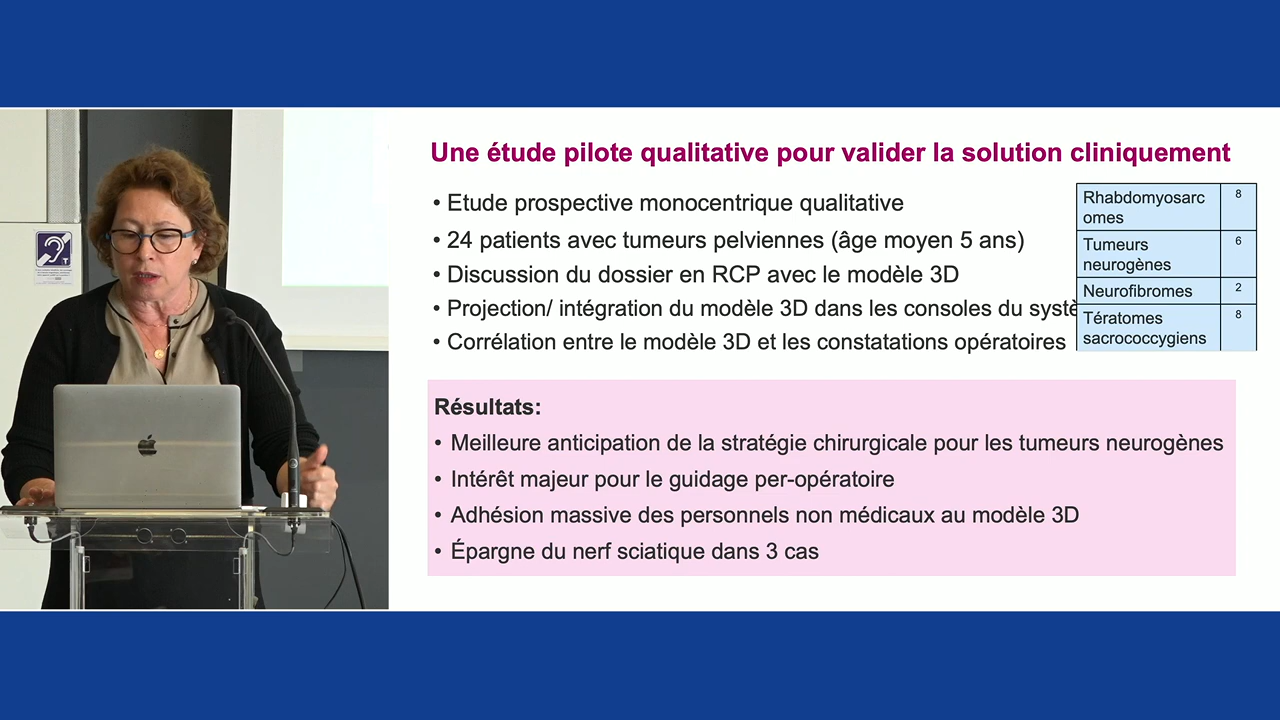 Une étude pilote qualitative pour valider la solution cliniquement
• Etude prospective monocentrique qualitative
• 24 patients avec tumeurs pelviennes (âge moyen 5 ans)
• Discussion du dossier en RCP avec le modèle 3D
• Projection/ intégration du modèle 3D dans les consoles du systè
• Corrélation entre le modèle 3D et les constatations opératoires
Rhabdomyosarc
omes 8
Tumeurs
neurogènes 6
Neurofibromes 2
Tératomes
sacrococcygiens 8
Résultats:
• Meilleure anticipation de la stratégie chirurgicale pour les tumeurs neurogènes
• Intérêt majeur pour le guidage per-opératoire
• Adhésion massive des personnels non médicaux au modèle 3D
• Épargne du nerf sciatique dans 3 cas